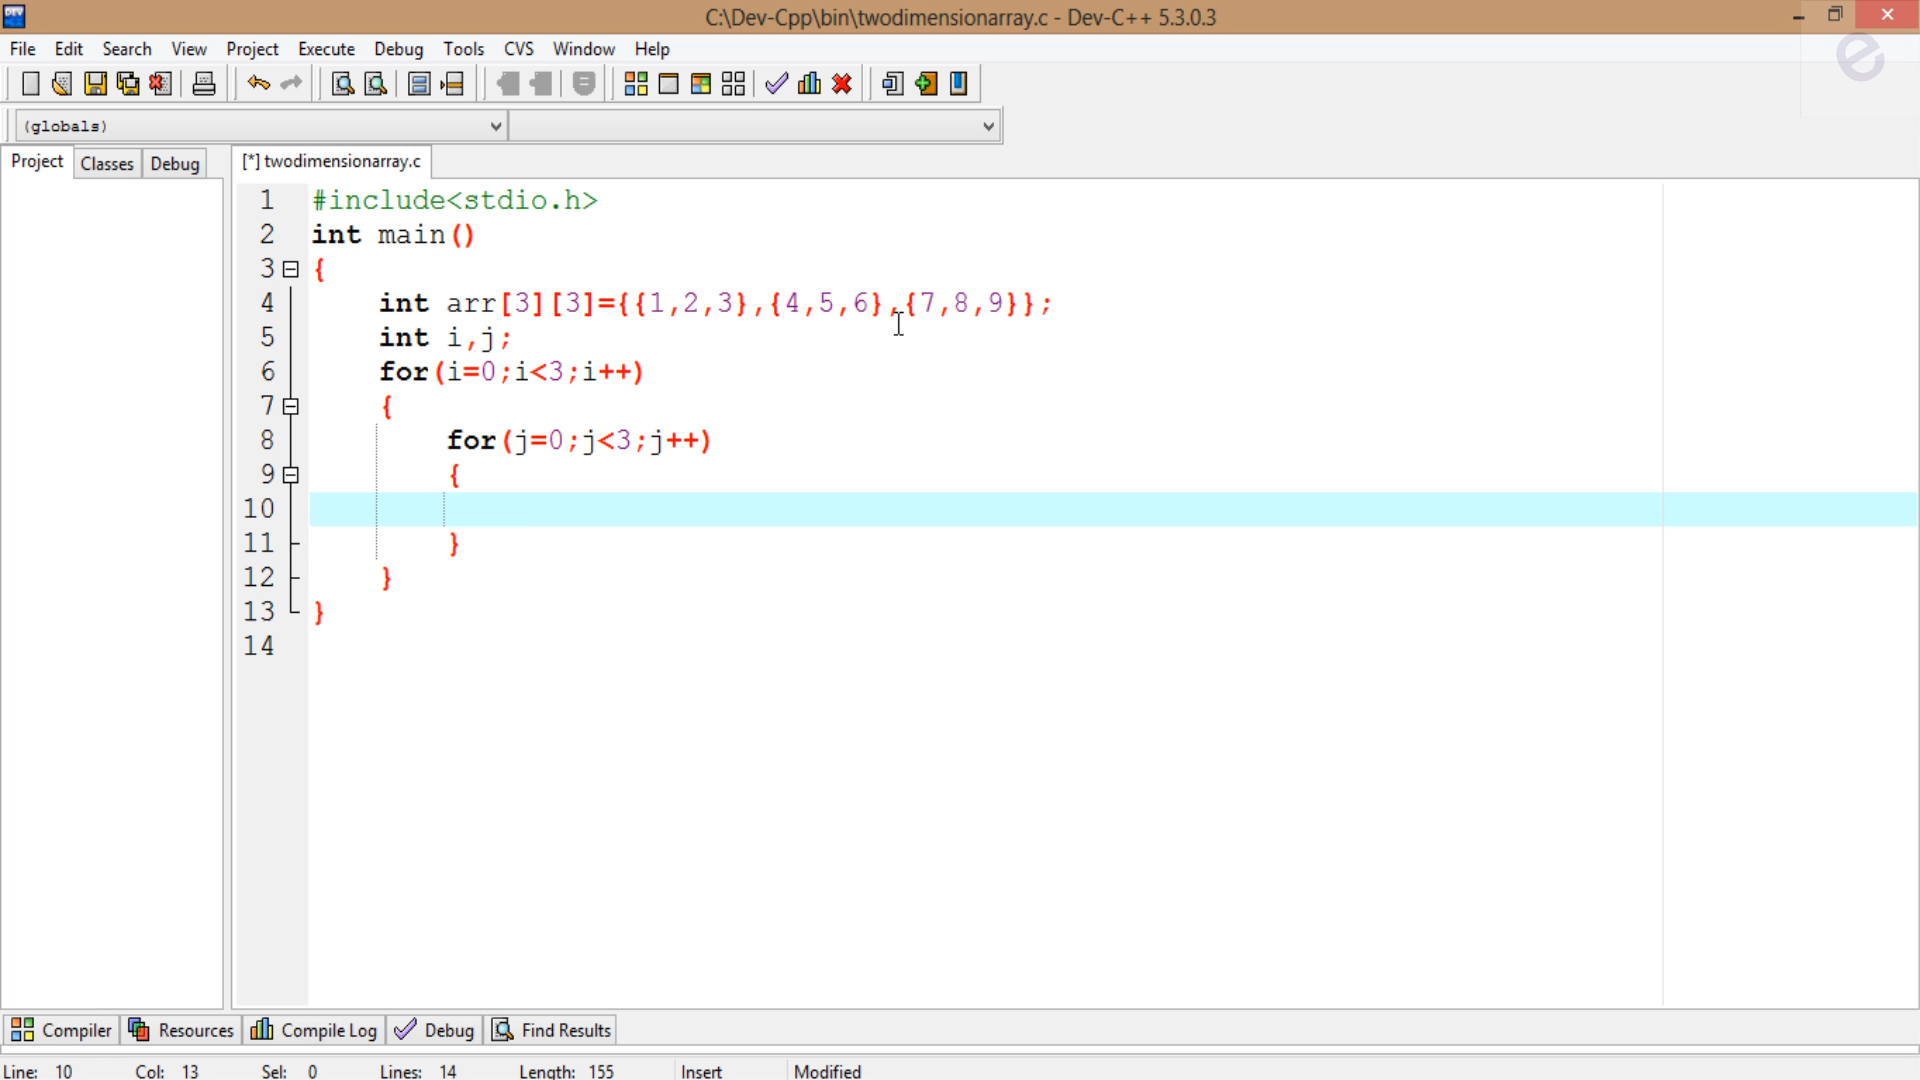 C:\Dev-Cpp\bin\twodimensionarray.c - Dev-C++ 5.3.0.3
File Edit Search View Project Execute Debug Tools CVS Window Help
(globals)
Project Classes Debug [*] twodimensionarray.c
1 #include<stdio.h>
2 int main()
3 {
4 int arr[3][3]={{1,2,3},{4,5,6},{7,8,9}};
5 int i,j;
6 for(i=0;i<3;i++)
7 {
8 for(j=0;j<3;j++)
9 {
10
11 }
12 }
13 }
14
Compiler Resources Compile Log Debug Find Results
Line: 10 Col: 13 Sel: 0 Lines: 14 Length: 155 Insert Modified